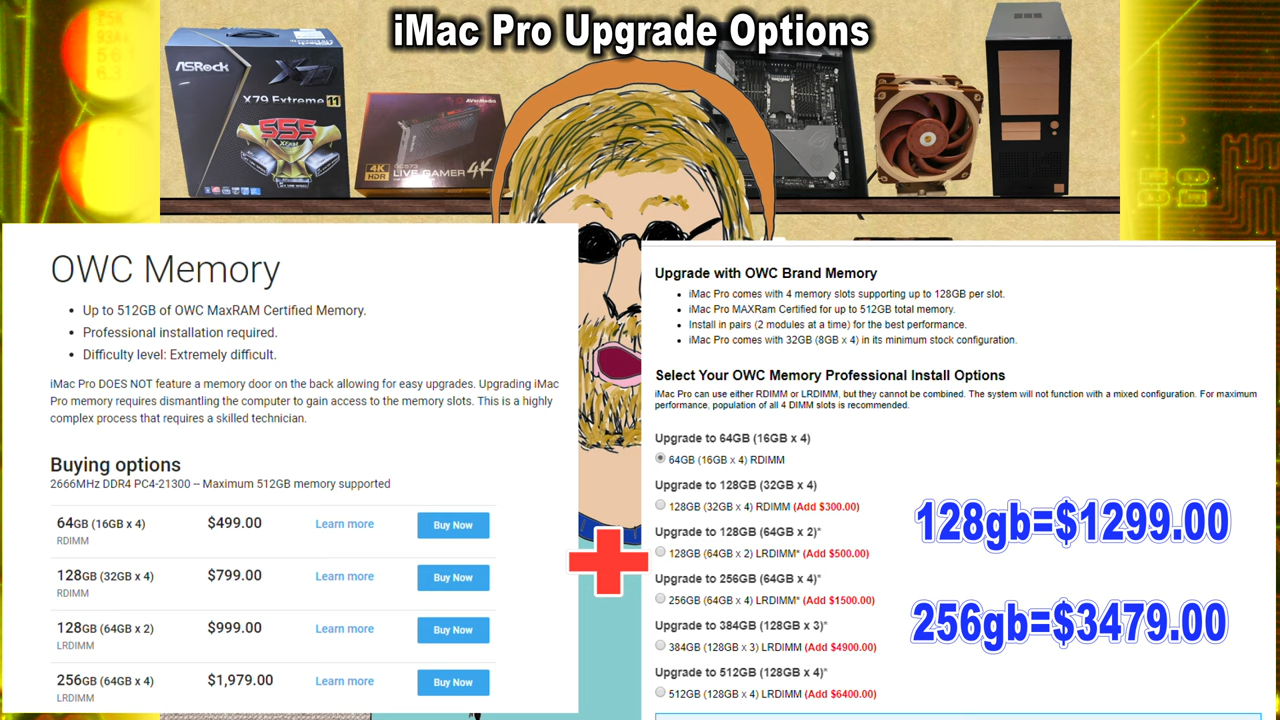 iMac Pro Upgrade Options
ASRock
X79
X79 Extreme 11
555
XFAST
AVerMedia
4K
HDR
GC573
LIVE GAMER 4K
OWC Memory
• Up to 512GB of OWC MaxRAM Certified Memory.
• Professional installation required.
• Difficulty level: Extremely difficult.
iMac Pro DOES NOT feature a memory door on the back allowing for easy upgrades. Upgrading iMac
Pro memory requires dismantling the computer to gain access to the memory slots. This is a highly
complex process that requires a skilled technician.
Buying options
2666MHz DDR4 PC4-21300 -- Maximum 512GB memory supported
64GB (16GB x 4) $499.00 Learn more Buy Now
RDIMM
128GB (32GB x 4) $799.00 Learn more Buy Now
RDIMM
128GB (64GB x 2) $999.00 Learn more Buy Now
LRDIMM
256GB (64GB x 4) $1,979.00 Learn more Buy Now
LRDIMM
Upgrade with OWC Brand Memory
• iMac Pro comes with 4 memory slots supporting up to 128GB per slot.
• iMac Pro MAXRam Certified for up to 512GB total memory.
• Install in pairs (2 modules at a time) for the best performance.
• iMac Pro comes with 32GB (8GB x 4) in its minimum stock configuration.
Select Your OWC Memory Professional Install Options
iMac Pro can use either RDIMM or LRDIMM, but they cannot be combined. The system will not function with a mixed configuration. For maximum
performance, population of all 4 DIMM slots is recommended.
Upgrade to 64GB (16GB x 4)
64GB (16GB x 4) RDIMM
Upgrade to 128GB (32GB x 4)
128GB (32GB x 4) RDIMM (Add $300.00)
Upgrade to 128GB (64GB x 2)*
128GB (64GB x 2) LRDIMM* (Add $500.00)
Upgrade to 256GB (64GB x 4)*
256GB (64GB x 4) LRDIMM* (Add $1500.00)
Upgrade to 384GB (128GB x 3)*
384GB (128GB x 3) LRDIMM (Add $4900.00)
Upgrade to 512GB (128GB x 4)*
512GB (128GB x 4) LRDIMM (Add $6400.00)
128gb=$1299.00
256gb=$3479.00